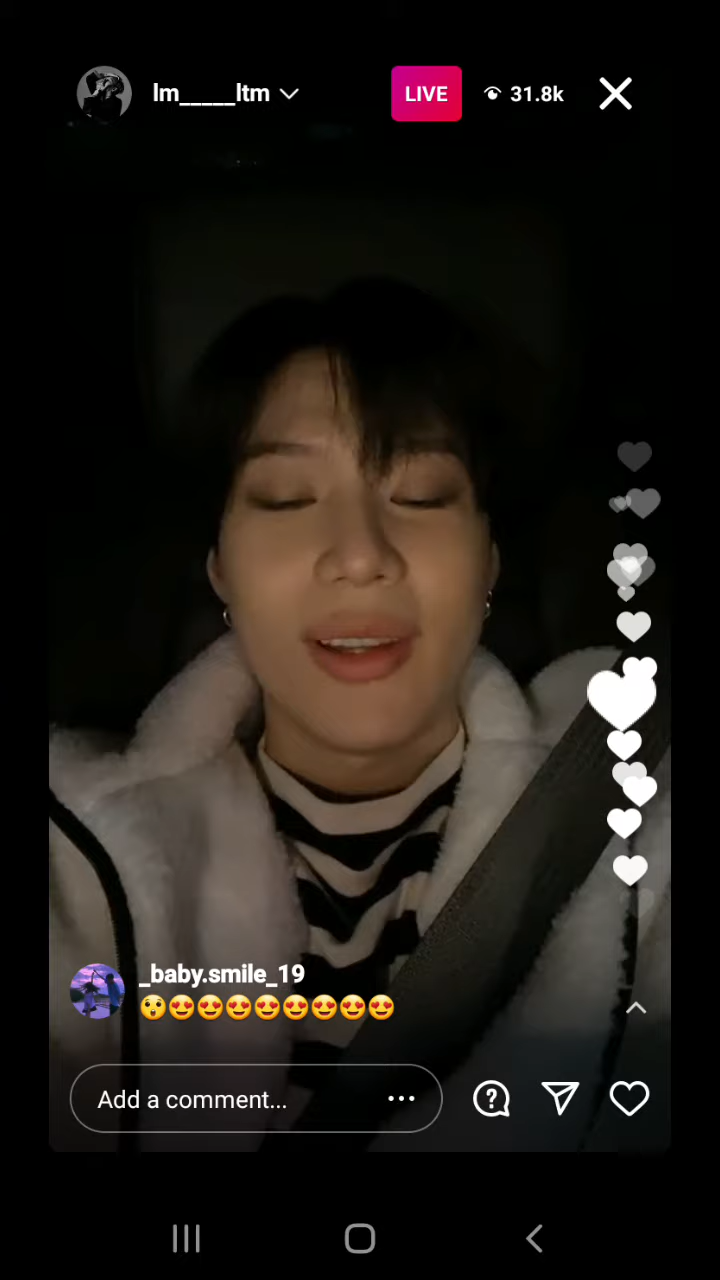 lm_____ltm
LIVE
31.8k
_baby.smile_19
😲😍😍😍😍😍😍😍😍
Add a comment...